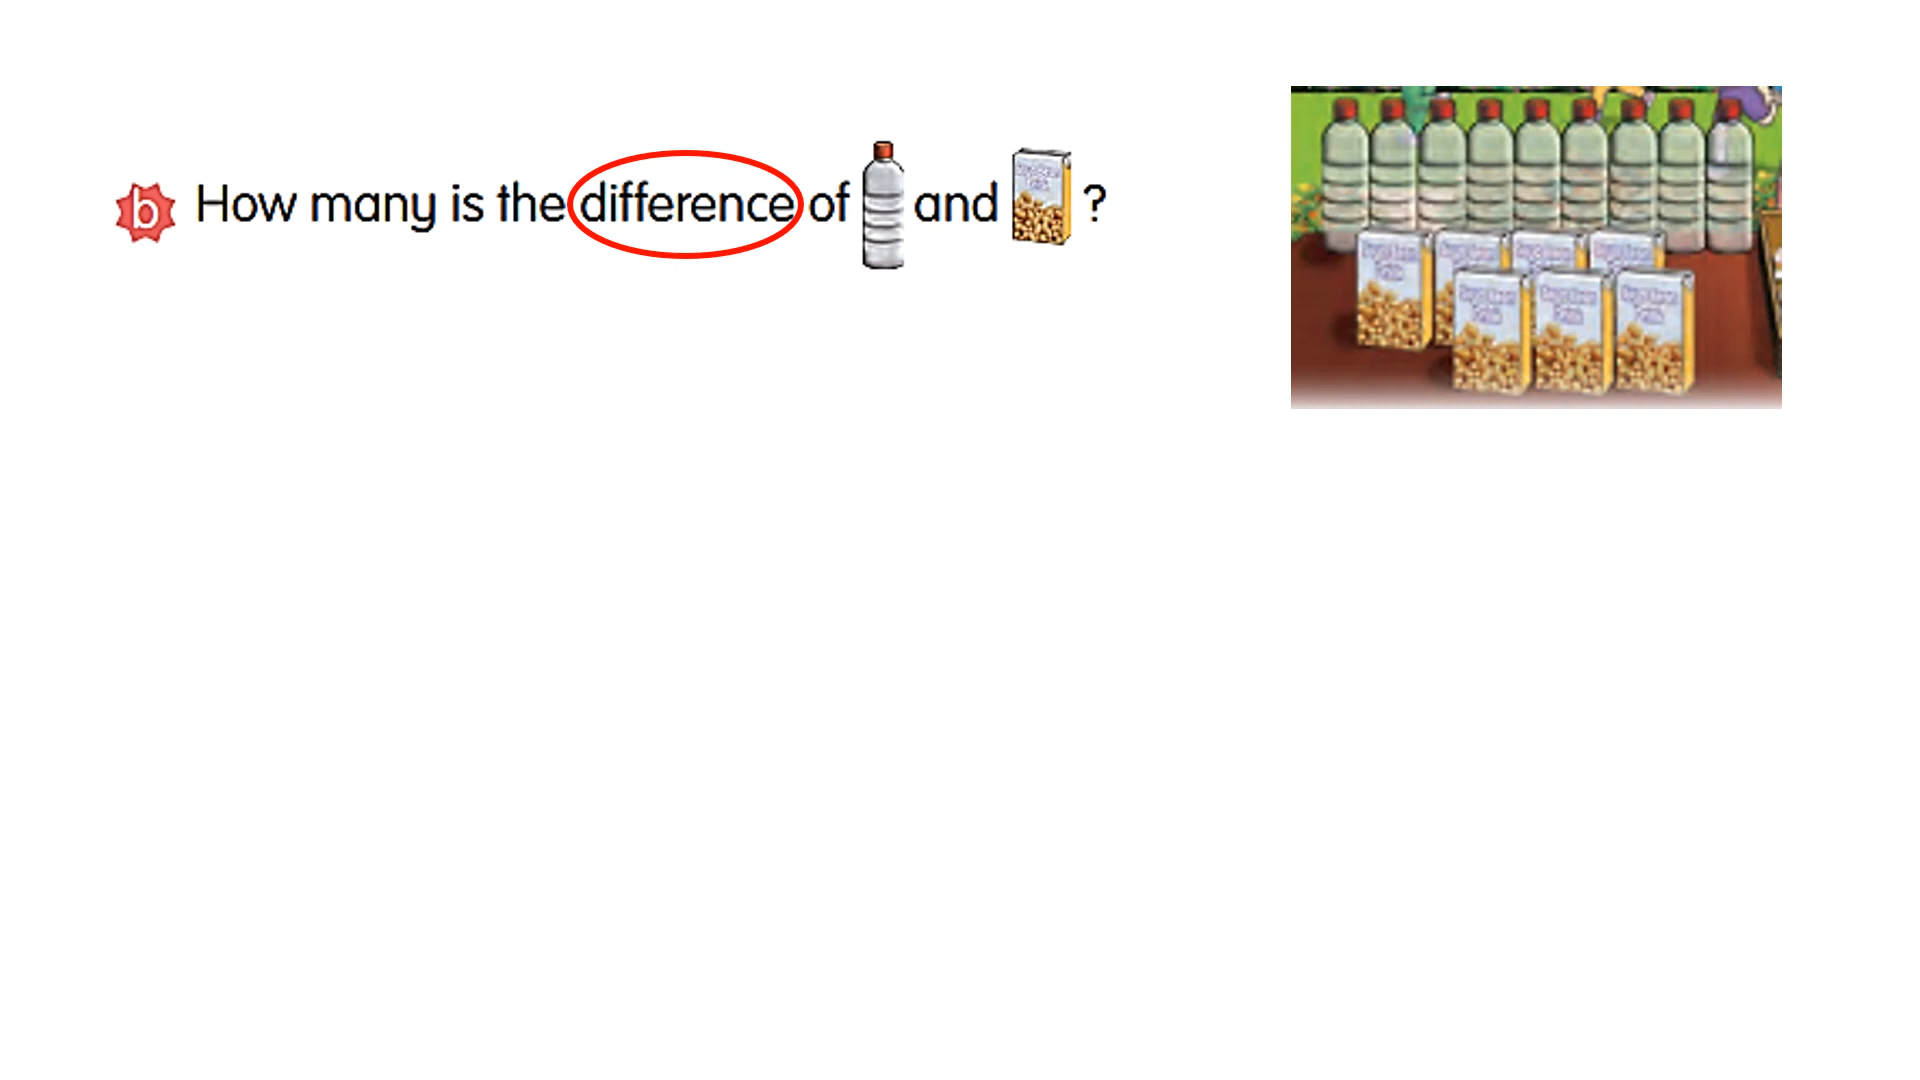 b How many is the difference of and ?